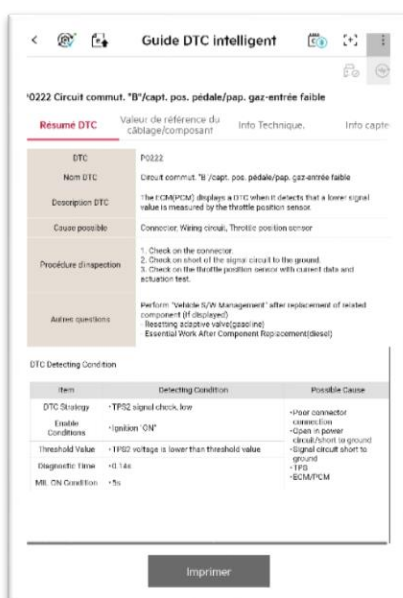 Guide DTC intelligent
'0222 Circuit commut. "B"/capt. pos. pédale/pap. gaz-entrée faible
Résumé DTC
Valeur de référence du
câblage/composant
Info Technique.
Info capte
DTC
P0222
Nom DTC
Circuit commut. "B"/capt. pos. pédale/pap. gaz-entrée faible
Description DTC
The ECM(PCM) displays a DTC when it detects that a lower signal
value is measured by the throttle position sensor.
Cause possible
Connector, Wiring circuit, Throttle position sensor
Procédure d'inspection
1. Check on the connector.
2. Check on short of the signal circuit to the ground.
3. Check on the throttle position sensor with current data and
actuation test.
Autres questions
Perform "Vehicle S/W Management" after replacement of related
component (if displayed)
- Resetting adaptive valve(gasoline)
- Essential Work After Component Replacement(diesel)
DTC Detecting Condition
Item
Detecting Condition
Possible Cause
DTC Strategy
•TPS2 signal check, low
Enable
Conditions
•Ignition "ON"
Threshold Value
•TPS2 voltage is lower than threshold value
Diagnostic Time
•0.14s
MIL ON Condition
•5s
•Poor connector
connection
•Open in power
circuit/short to ground
•Signal circuit short to
ground
•TPS
•ECM/PCM
Imprimer